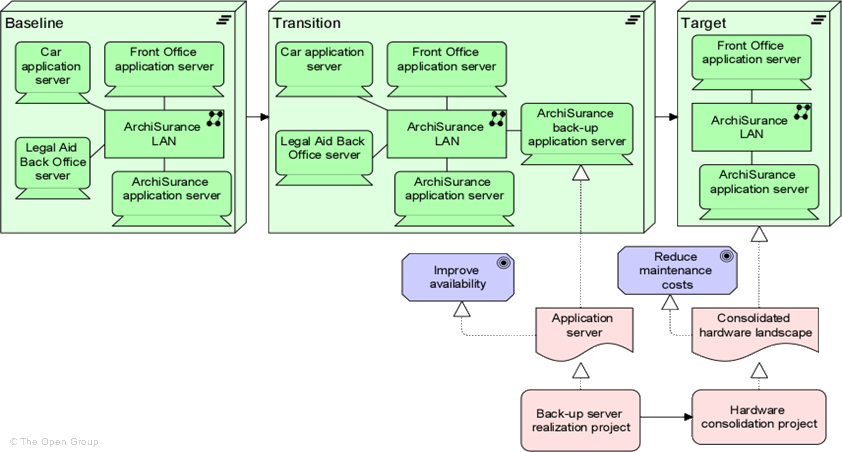 Baseline
Car
application
server
Front Office
application server
ArchiSurance
LAN
Legal Aid
Back Office
server
ArchiSurance
application server
Transition
Car application
server
Front Office
application server
ArchiSurance
LAN
ArchiSurance
back-up
application server
Legal Aid Back
Office server
ArchiSurance
application server
Target
Front Office
application server
ArchiSurance
LAN
ArchiSurance
application server
Improve
availability
Reduce
maintenance
costs
Application
server
Consolidated
hardware landscape
Back-up server
realization project
Hardware
consolidation project
© The Open Group